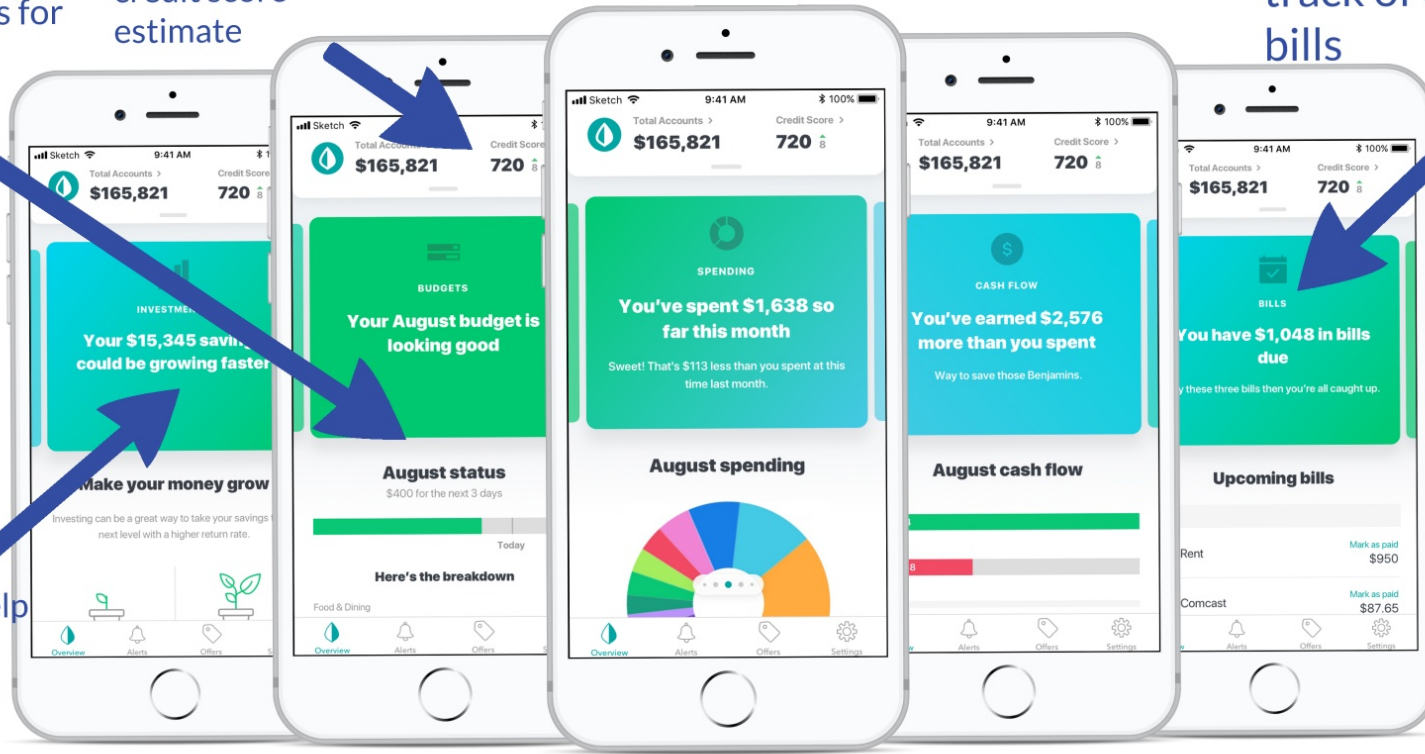 s for
credit score
estimate
track of
bills
Sketch
9:41 AM
Total Accounts >
Credit Score
$165,821
720 8
Your $15,345
could be growing faster
Make your money grow
Investing can be a great way to take your savings
next level with a higher return rate.
Overview
Alerts
Offers
Sketch
Credit Score
$165,821
720 8
BUDGETS
Your August budget is
looking good
August status
$400 for the next 3 days
Today
Here's the breakdown
Food & Dining
Overview
Alerts
Offers
Sketch
9:41 AM
100%
Total Accounts >
Credit Score >
$165,821
720 8
SPENDING
You've spent $1,638 so
far this month
Sweet! That's $113 less than you spent at this
time last month.
August spending
Overview
Alerts
Offers
Settings
9:41 AM
100%
Total Accounts >
Credit Score >
$165,821
720 8
$
CASH FLOW
You've earned $2,576
more than you spent
Way to save those Benjamins.
August cash flow
8
Alerts
Offers
Settings
9:41 AM
100%
Total Accounts >
Credit Score >
$165,821
720 8
BILLS
You have $1,048 in bills
due
these three bills then you're all caught up.
Upcoming bills
Rent
Mark as paid
$950
Comcast
Mark as paid
$87.65
Alerts
Offers
Settings